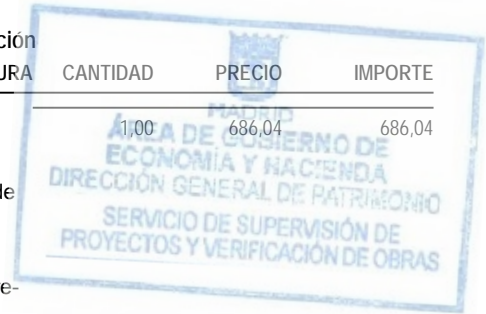 ción
URA CANTIDAD PRECIO IMPORTE
MADRID
1,00 686,04 686,04
ÁREA DE GOBIERNO DE
ECONOMÍA Y HACIENDA
DIRECCIÓN GENERAL DE PATRIMONIO
de
SERVICIO DE SUPERVISIÓN DE
PROYECTOS Y VERIFICACIÓN DE OBRAS
re-